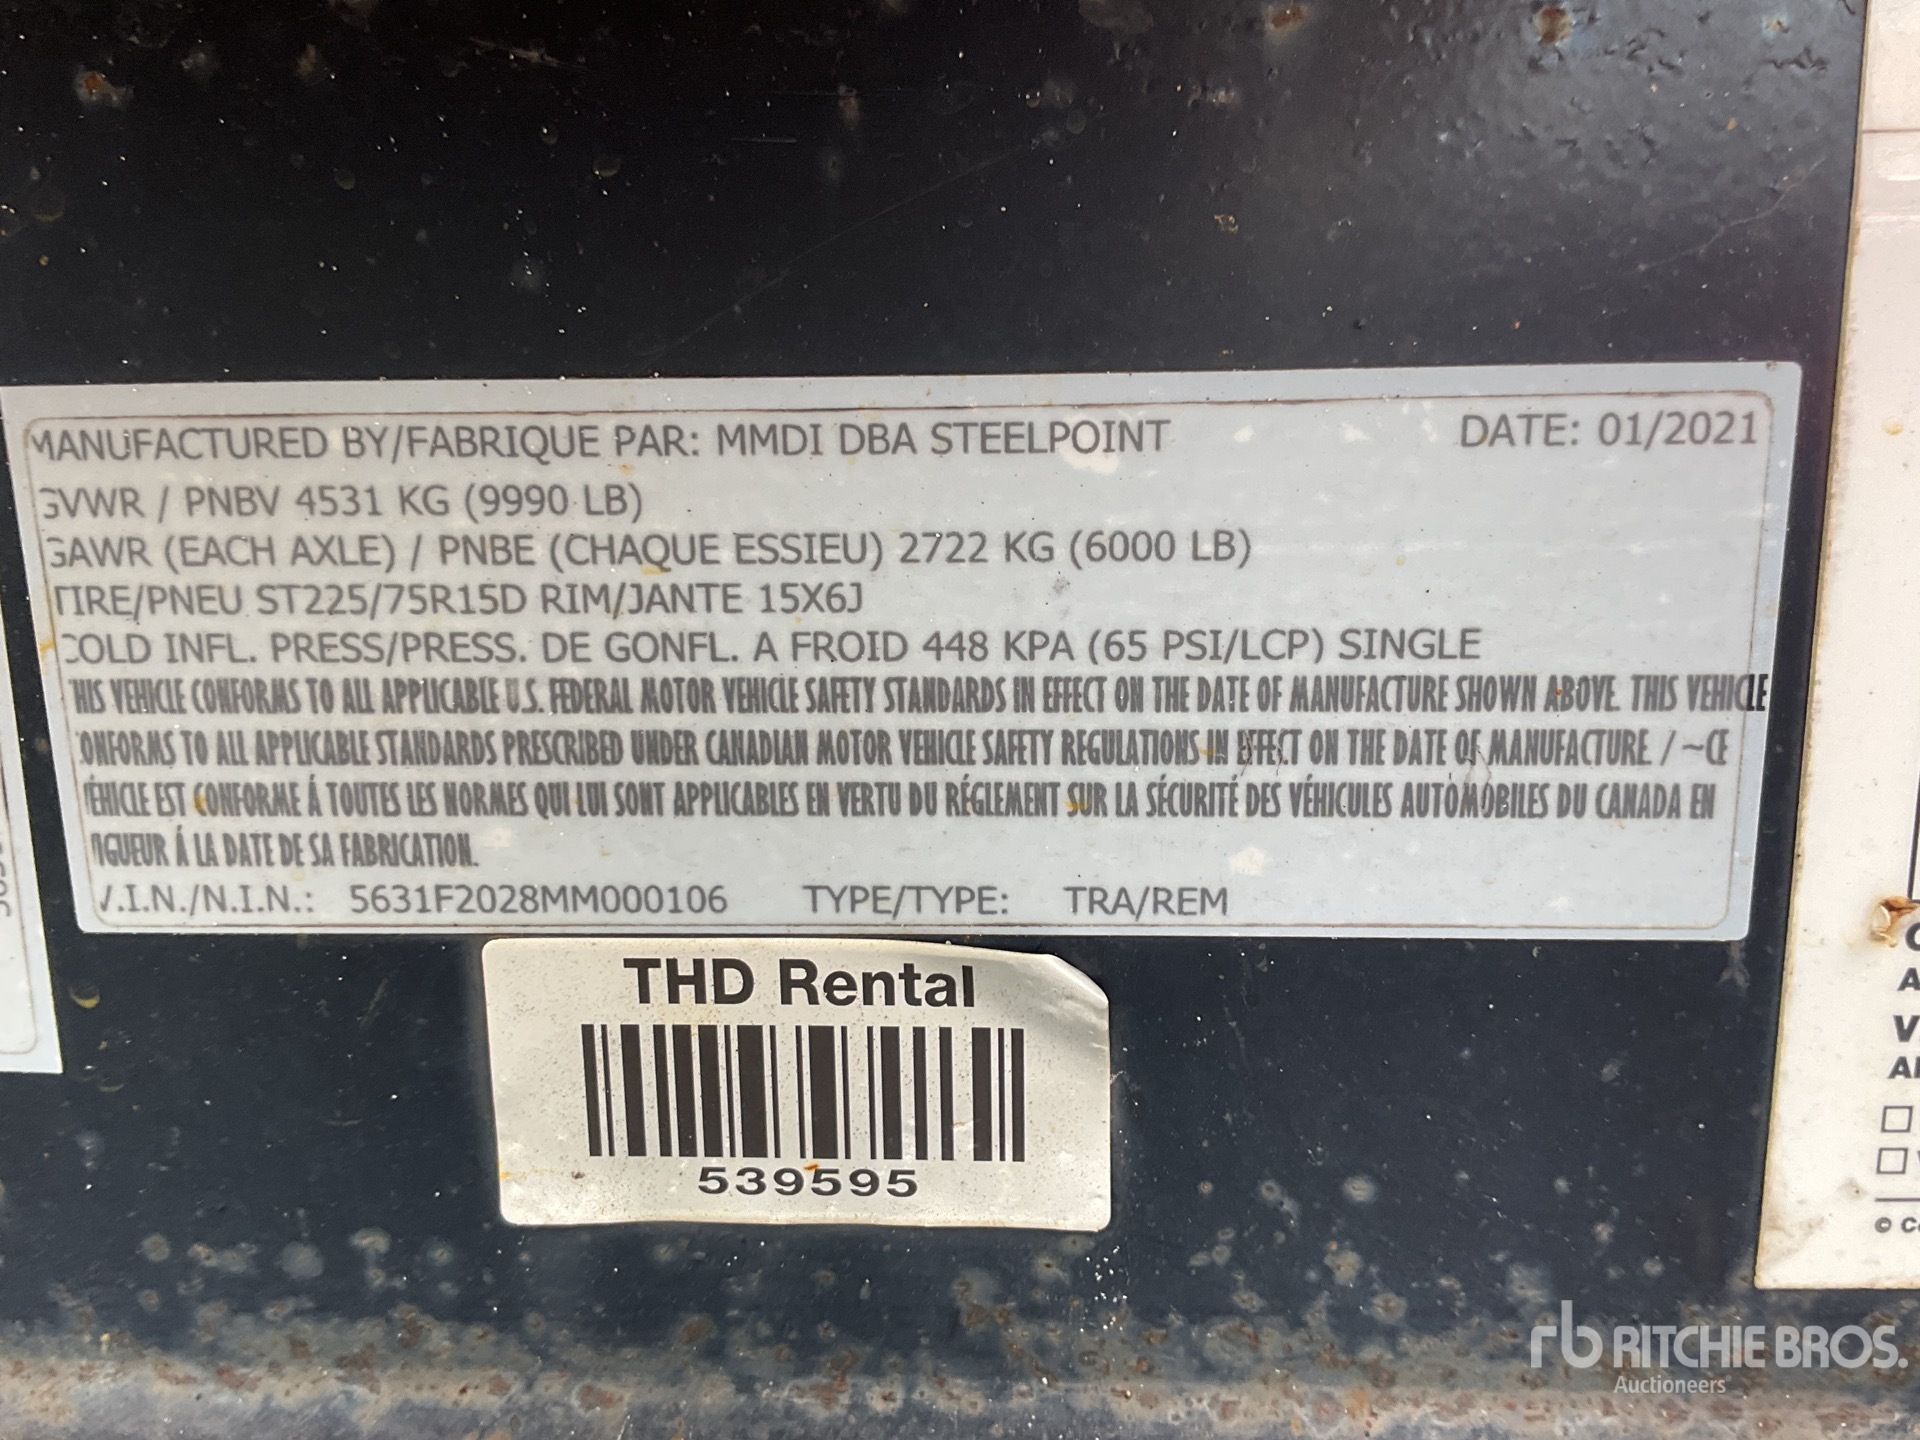 MANUFACTURED BY/FABRIQUE PAR: MMDI DBA STEELPOINT DATE: 01/2021
GVWR / PNBV 4531 KG (9990 LB)
GAWR (EACH AXLE) / PNBE (CHAQUE ESSIEU) 2722 KG (6000 LB)
TIRE/PNEU ST225/75R15D RIM/JANTE 15X6J
COLD INFL. PRESS/PRESS. DE GONFL. A FROID 448 KPA (65 PSI/LCP) SINGLE
THIS VEHICLE CONFORMS TO ALL APPLICABLE U.S. FEDERAL MOTOR VEHICLE SAFETY STANDARDS IN EFFECT ON THE DATE OF MANUFACTURE SHOWN ABOVE. THIS VEHICLE
CONFORMS TO ALL APPLICABLE STANDARDS PRESCRIBED UNDER CANADIAN MOTOR VEHICLE SAFETY REGULATIONS IN EFFECT ON THE DATE OF MANUFACTURE. / ~CE
VÉHICLE EST CONFORME Á TOUTES LES NORMES QUI LUI SONT APPLICABLES EN VERTU DU RÉGLEMENT SUR LA SÉCURITÉ DES VÉHICULES AUTOMOBILES DU CANADA EN
VIGUEUR Á LA DATE DE SA FABRICATION.
V.I.N./N.I.N.: 5631F2028MM000106 TYPE/TYPE: TRA/REM
THD Rental
539595
rb RITCHIE BROS.
Auctioneers